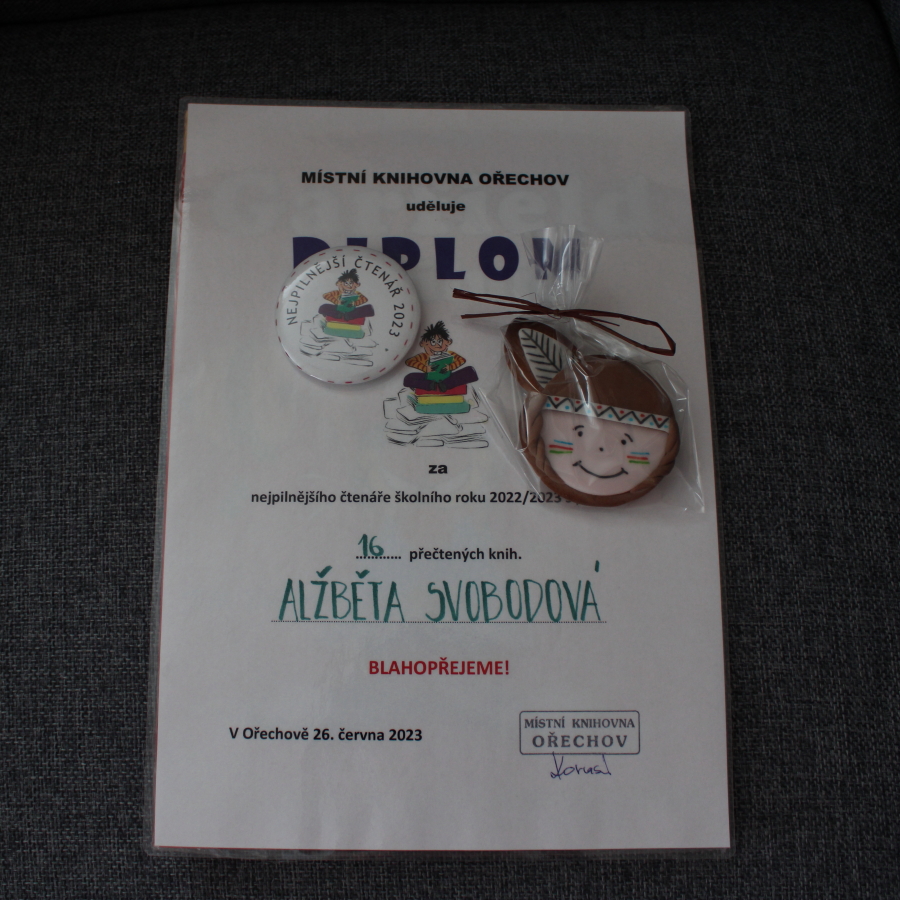 MÍSTNÍ KNIHOVNA OŘECHOV
uděluje
DIPLOM
NEJPILNĚJŠÍ ČTENÁŘ 2023
za
nejpilnějšího čtenáře školního roku 2022/2023
16 přečtených knih.
ALŽBĚTA SVOBODOVÁ
BLAHOPŘEJEME!
V Ořechově 26. června 2023
MÍSTNÍ KNIHOVNA
OŘECHOV